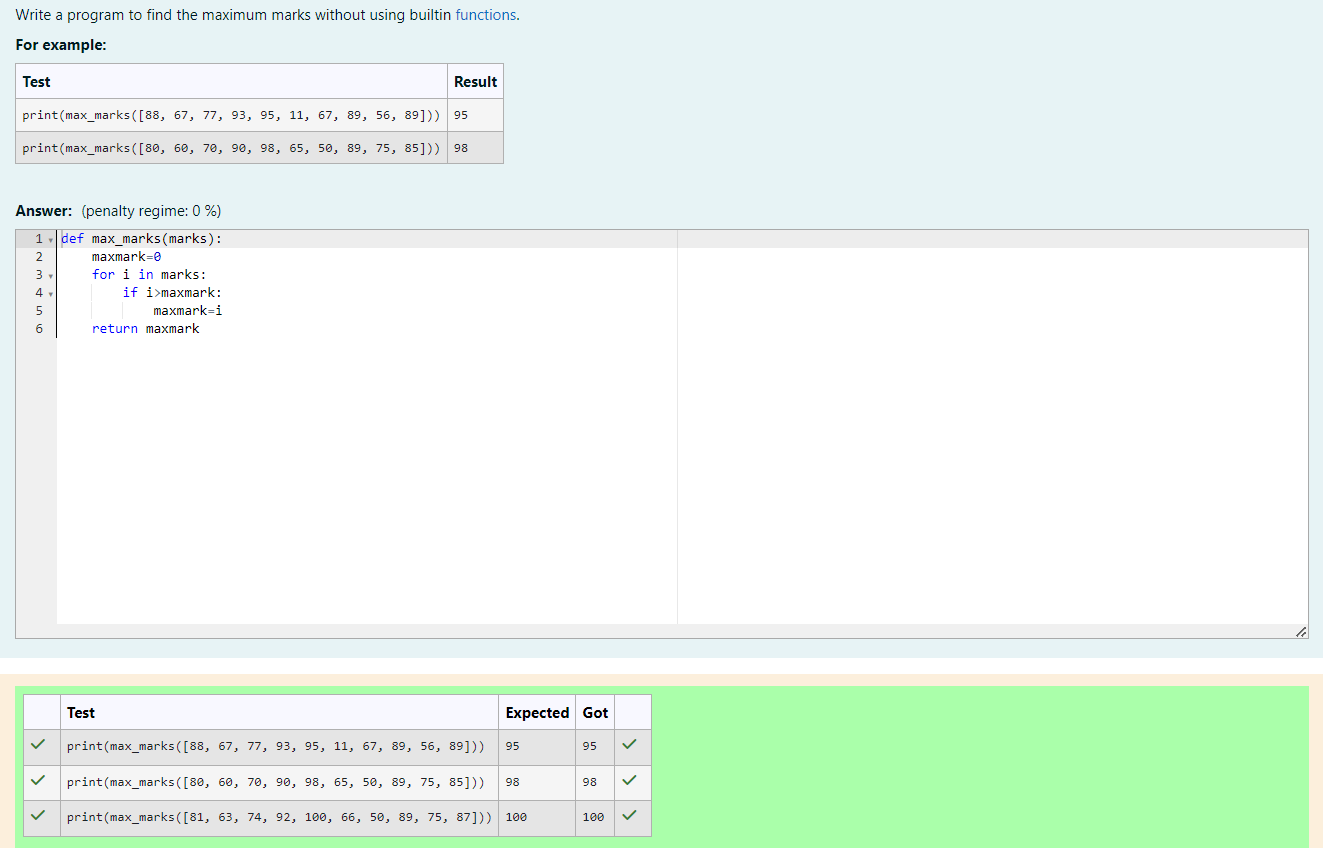 Write a program to find the maximum marks without using builtin functions.
For example:
Test Result
print(max_marks([88, 67, 77, 93, 95, 11, 67, 89, 56, 89])) 95
print(max_marks([80, 60, 70, 90, 98, 65, 50, 89, 75, 85])) 98
Answer: (penalty regime: 0 %)
1 def max_marks(marks):
2     maxmark=0
3     for i in marks:
4         if i>maxmark:
5             maxmark=i
6     return maxmark
Test Expected Got
print(max_marks([88, 67, 77, 93, 95, 11, 67, 89, 56, 89])) 95 95
print(max_marks([80, 60, 70, 90, 98, 65, 50, 89, 75, 85])) 98 98
print(max_marks([81, 63, 74, 92, 100, 66, 50, 89, 75, 87])) 100 100